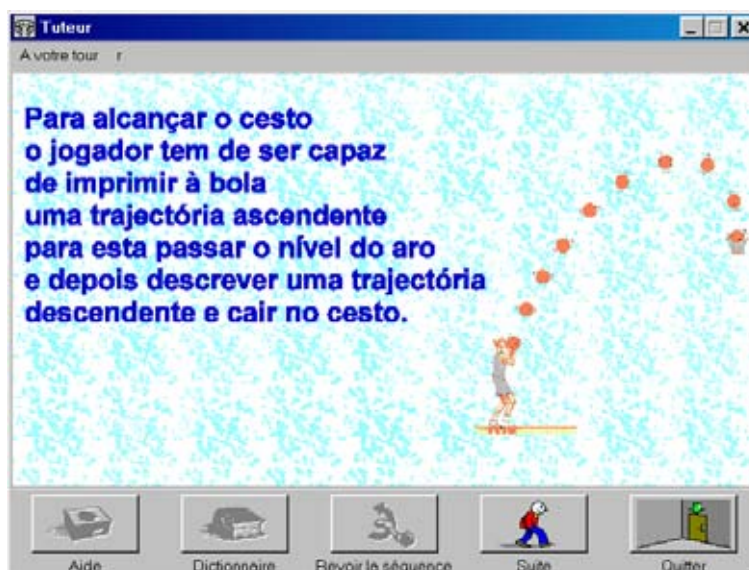 Tuteur
A votre tour r
Para alcançar o cesto
o jogador tem de ser capaz
de imprimir à bola
uma trajectória ascendente
para esta passar o nível do aro
e depois descrever uma trajectória
descendente e cair no cesto.
Aide Dictionnaire Revoir la séquence Suite Quitter